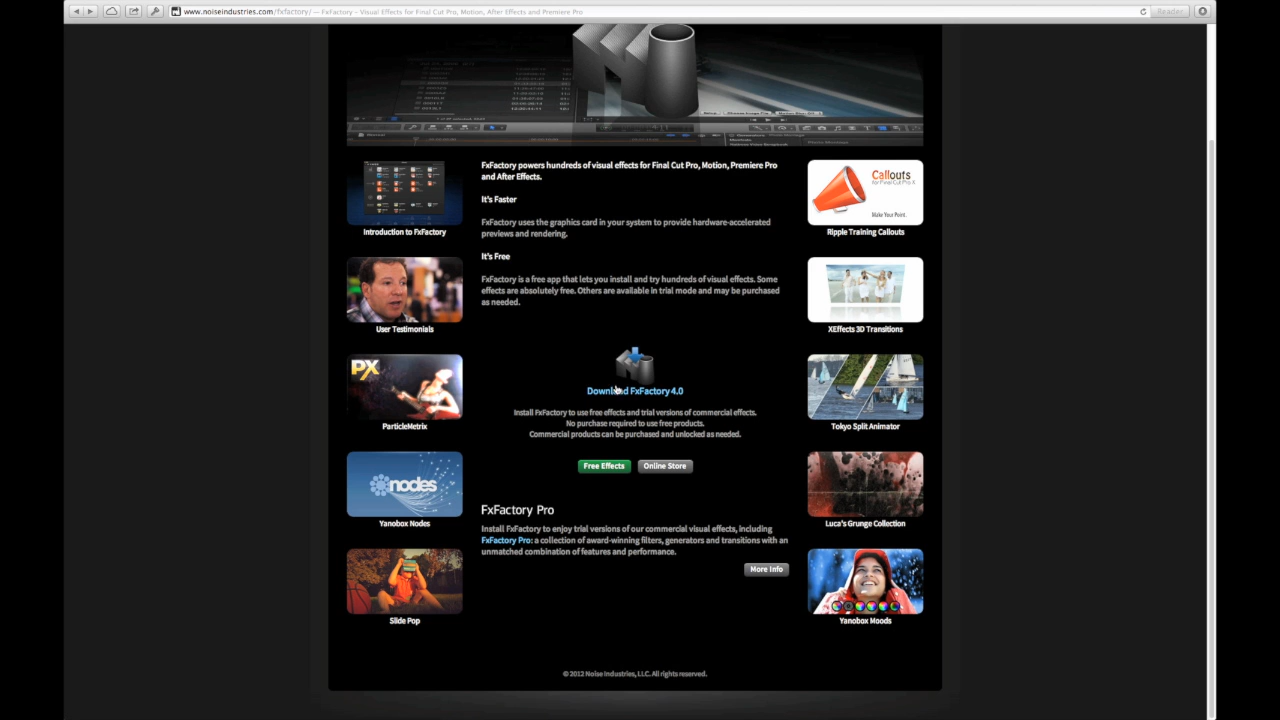 www.noiseindustries.com/fxfactory/ — FxFactory - Visual Effects for Final Cut Pro, Motion, After Effects and Premiere Pro
Reader
Introduction to FxFactory
User Testimonials
PX
ParticleMetrix
nodes
Yanobox Nodes
Slide Pop
FxFactory powers hundreds of visual effects for Final Cut Pro, Motion, Premiere Pro
and After Effects.
It's Faster
FxFactory uses the graphics card in your system to provide hardware-accelerated
previews and rendering.
It's Free
FxFactory is a free app that lets you install and try hundreds of visual effects. Some
effects are absolutely free. Others are available in trial mode and may be purchased
as needed.
Download FxFactory 4.0
Install FxFactory to use free effects and trial versions of commercial effects.
No purchase required to use free products.
Commercial products can be purchased and unlocked as needed.
Free Effects
Online Store
FxFactory Pro
Install FxFactory to enjoy trial versions of our commercial visual effects, including
FxFactory Pro: a collection of award-winning filters, generators and transitions with an
unmatched combination of features and performance.
More Info
Callouts
for Final Cut Pro X
Make Your Point.
Ripple Training Callouts
XEffects 3D Transitions
Tokyo Split Animator
Luca's Grunge Collection
Yanobox Moods
© 2012 Noise Industries, LLC. All rights reserved.